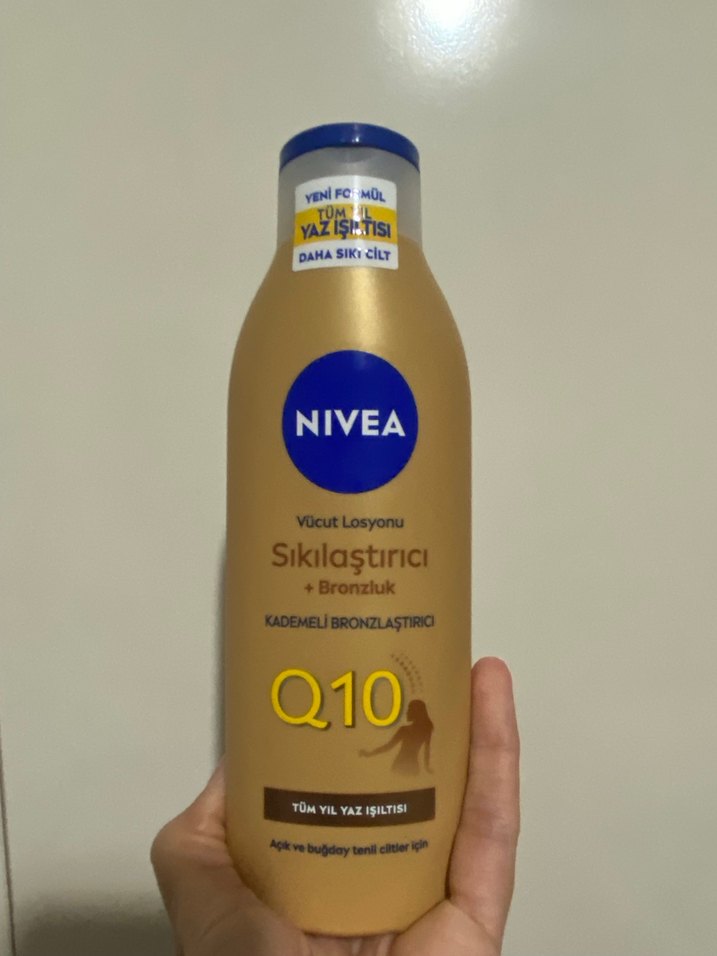 YENİ FORMÜL
TÜM YIL
YAZ IŞILTISI
DAHA SIKI CİLT
NIVEA
Vücut Losyonu
Sıkılaştırıcı
+ Bronzluk
KADEMELİ BRONZLAŞTIRICI
Q10
TÜM YIL YAZ IŞILTISI
Açık ve buğday tenli ciltler için